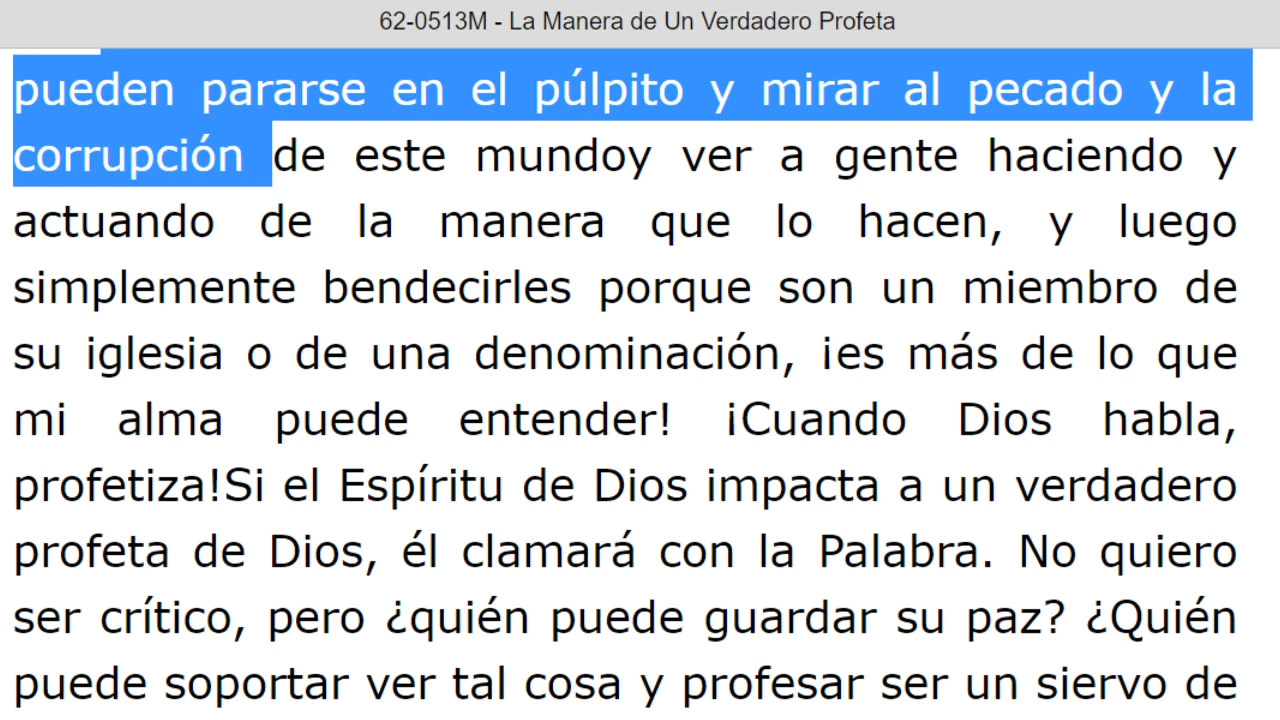 62-0513M - La Manera de Un Verdadero Profeta
pueden pararse en el púlpito y mirar al pecado y la
corrupción de este mundoy ver a gente haciendo y
actuando de la manera que lo hacen, y luego
simplemente bendecirles porque son un miembro de
su iglesia o de una denominación, ¡es más de lo que
mi alma puede entender! ¡Cuando Dios habla,
profetiza!Si el Espíritu de Dios impacta a un verdadero
profeta de Dios, él clamará con la Palabra. No quiero
ser crítico, pero ¿quién puede guardar su paz? ¿Quién
puede soportar ver tal cosa y profesar ser un siervo de